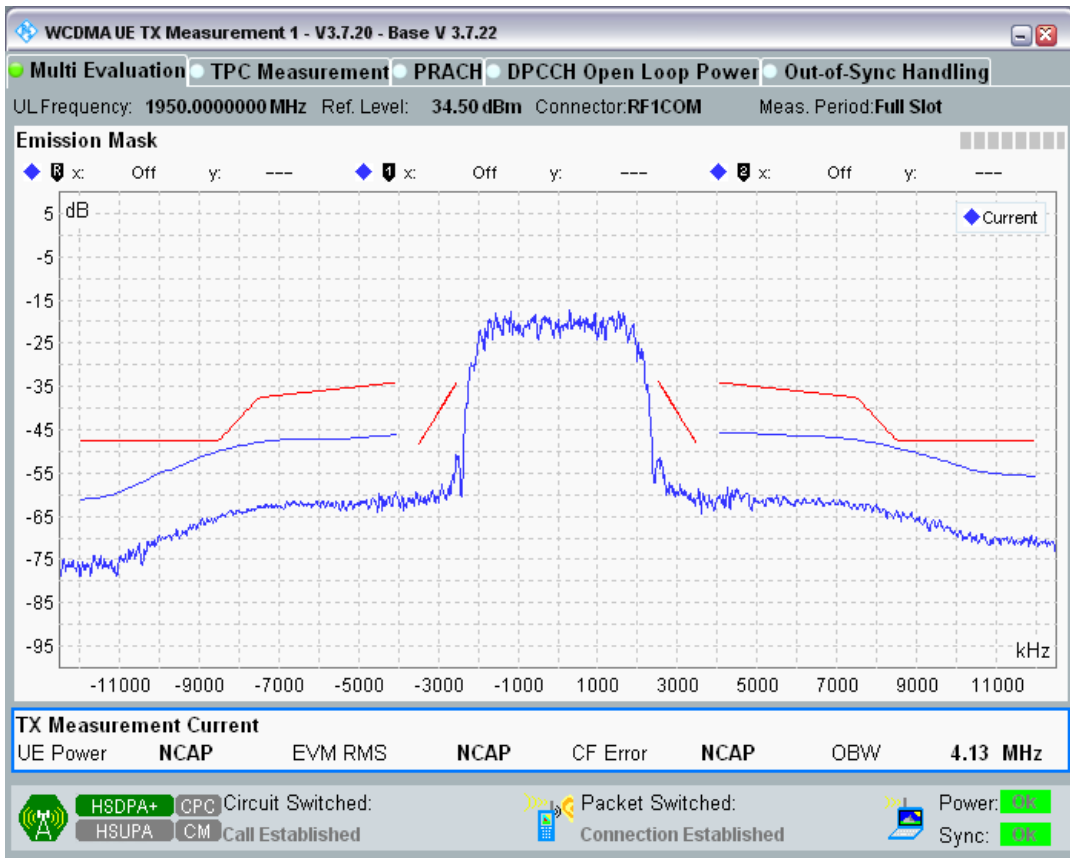 WCDMA UE TX Measurement 1 - V3.7.20 - Base V 3.7.22
Multi Evaluation TPC Measurement PRACH DPCCH Open Loop Power Out-of-Sync Handling
UL Frequency: 1950.0000000 MHz Ref. Level: 34.50 dBm Connector:RF1COM Meas. Period:Full Slot
Emission Mask
R x: Off y: --- 1 x: Off y: --- 2 x: Off y: ---
5 dB
Current
-5
-15
-25
-35
-45
-55
-65
-75
-85
-95
kHz
-11000 -9000 -7000 -5000 -3000 -1000 1000 3000 5000 7000 9000 11000
TX Measurement Current
UE Power NCAP EVM RMS NCAP CF Error NCAP OBW 4.13 MHz
HSDPA+ CPC Circuit Switched: Packet Switched: Power: Ok
HSUPA CM Call Established Connection Established Sync: Ok